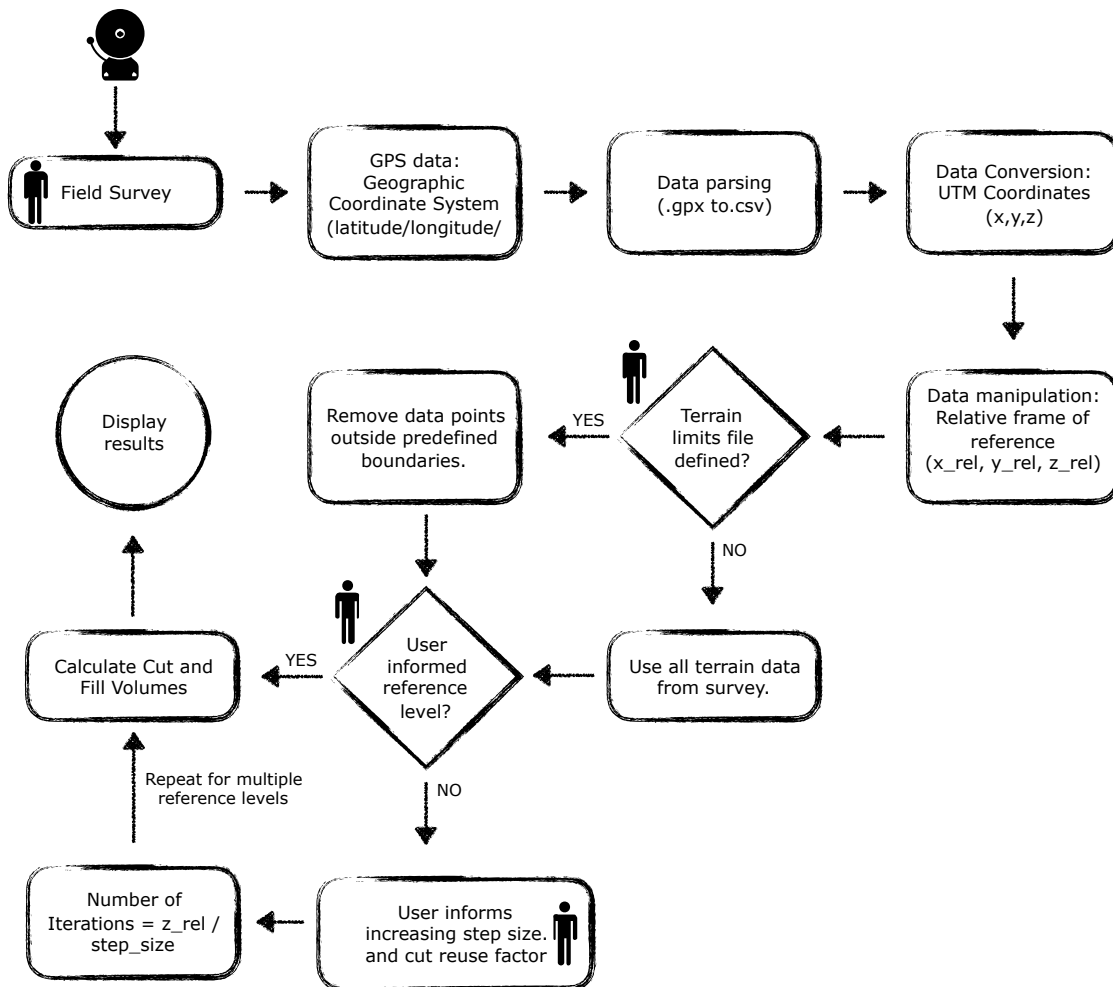 Field Survey
GPS data:
Geographic
Coordinate System
(latitude/longitude/
Data parsing
(.gpx to.csv)
Data Conversion:
UTM Coordinates
(x,y,z)
Data manipulation:
Relative frame of
reference
(x_rel, y_rel, z_rel)
Terrain
limits file
defined?
YES
NO
Remove data points
outside predefined
boundaries.
Display
results
Use all terrain data
from survey.
User
informed
reference
level?
YES
NO
Calculate Cut and
Fill Volumes
Repeat for multiple
reference levels
User informs
increasing step size.
and cut reuse factor
Number of
Iterations = z_rel /
step_size